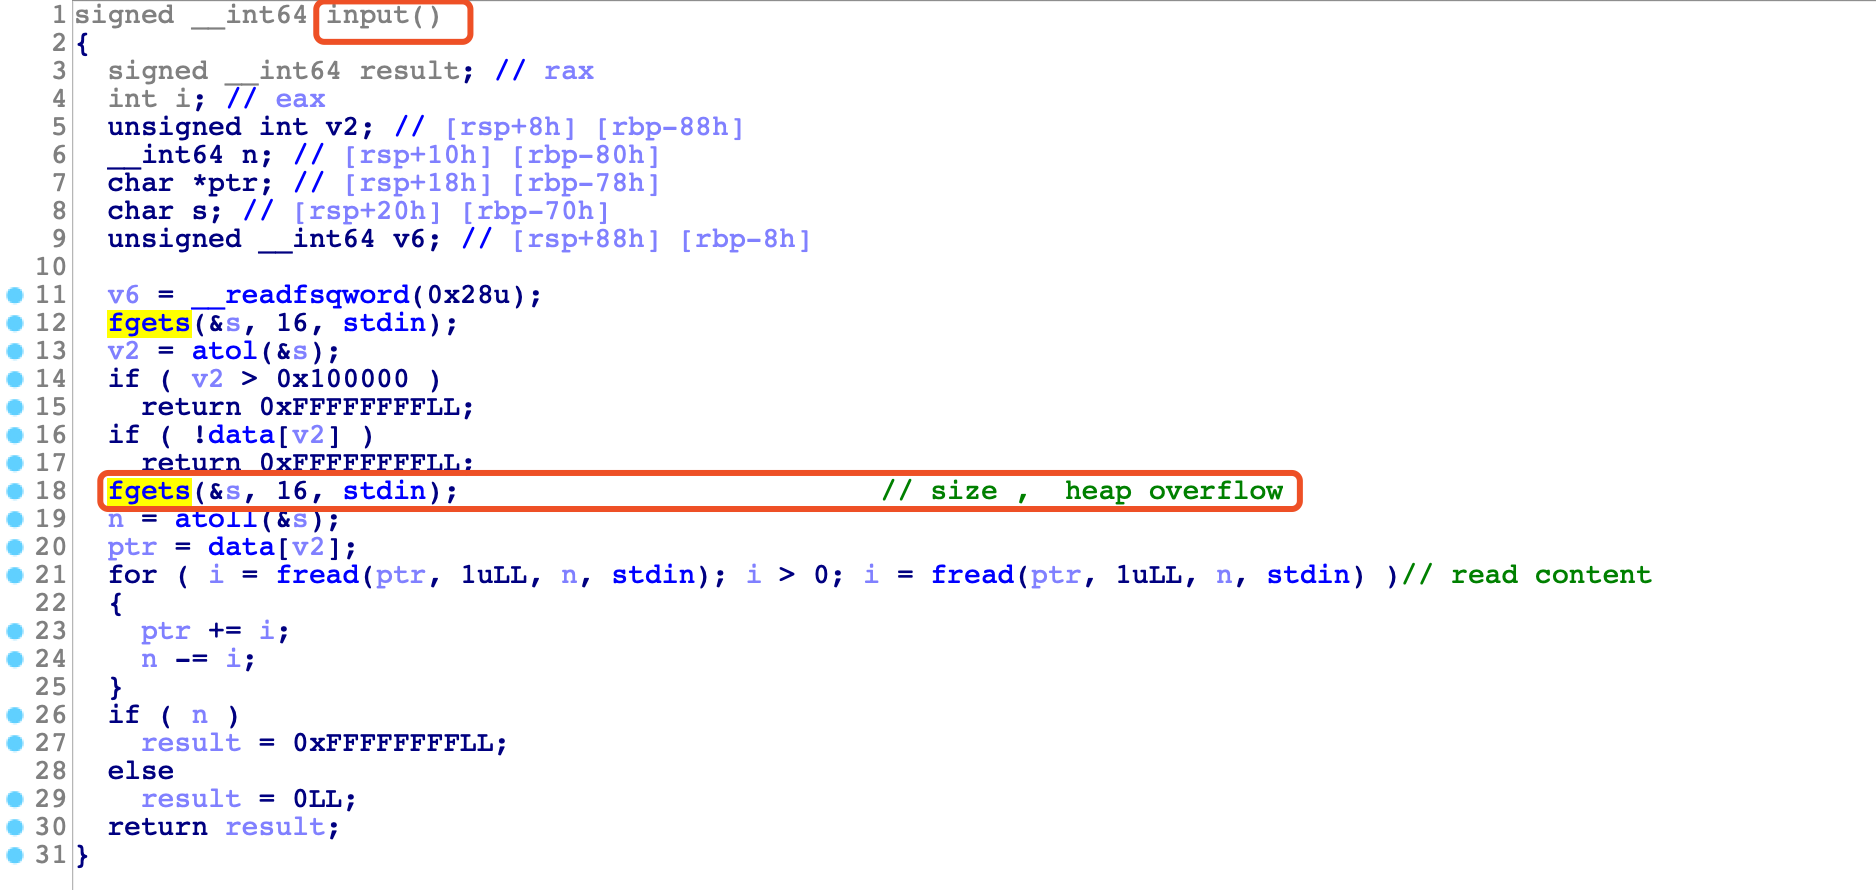 1 signed __int64 input()
2 {
3   signed __int64 result; // rax
4   int i; // eax
5   unsigned int v2; // [rsp+8h] [rbp-88h]
6   __int64 n; // [rsp+10h] [rbp-80h]
7   char *ptr; // [rsp+18h] [rbp-78h]
8   char s; // [rsp+20h] [rbp-70h]
9   unsigned __int64 v6; // [rsp+88h] [rbp-8h]
10
11   v6 = __readfsqword(0x28u);
12   fgets(&s, 16, stdin);
13   v2 = atol(&s);
14   if ( v2 > 0x100000 )
15     return 0xFFFFFFFFLL;
16   if ( !data[v2] )
17     return 0xFFFFFFFFLL;
18   fgets(&s, 16, stdin);                         // size ,  heap overflow
19   n = atoll(&s);
20   ptr = data[v2];
21   for ( i = fread(ptr, 1uLL, n, stdin); i > 0; i = fread(ptr, 1uLL, n, stdin) )// read content
22   {
23     ptr += i;
24     n -= i;
25   }
26   if ( n )
27     result = 0xFFFFFFFFLL;
28   else
29     result = 0LL;
30   return result;
31 }